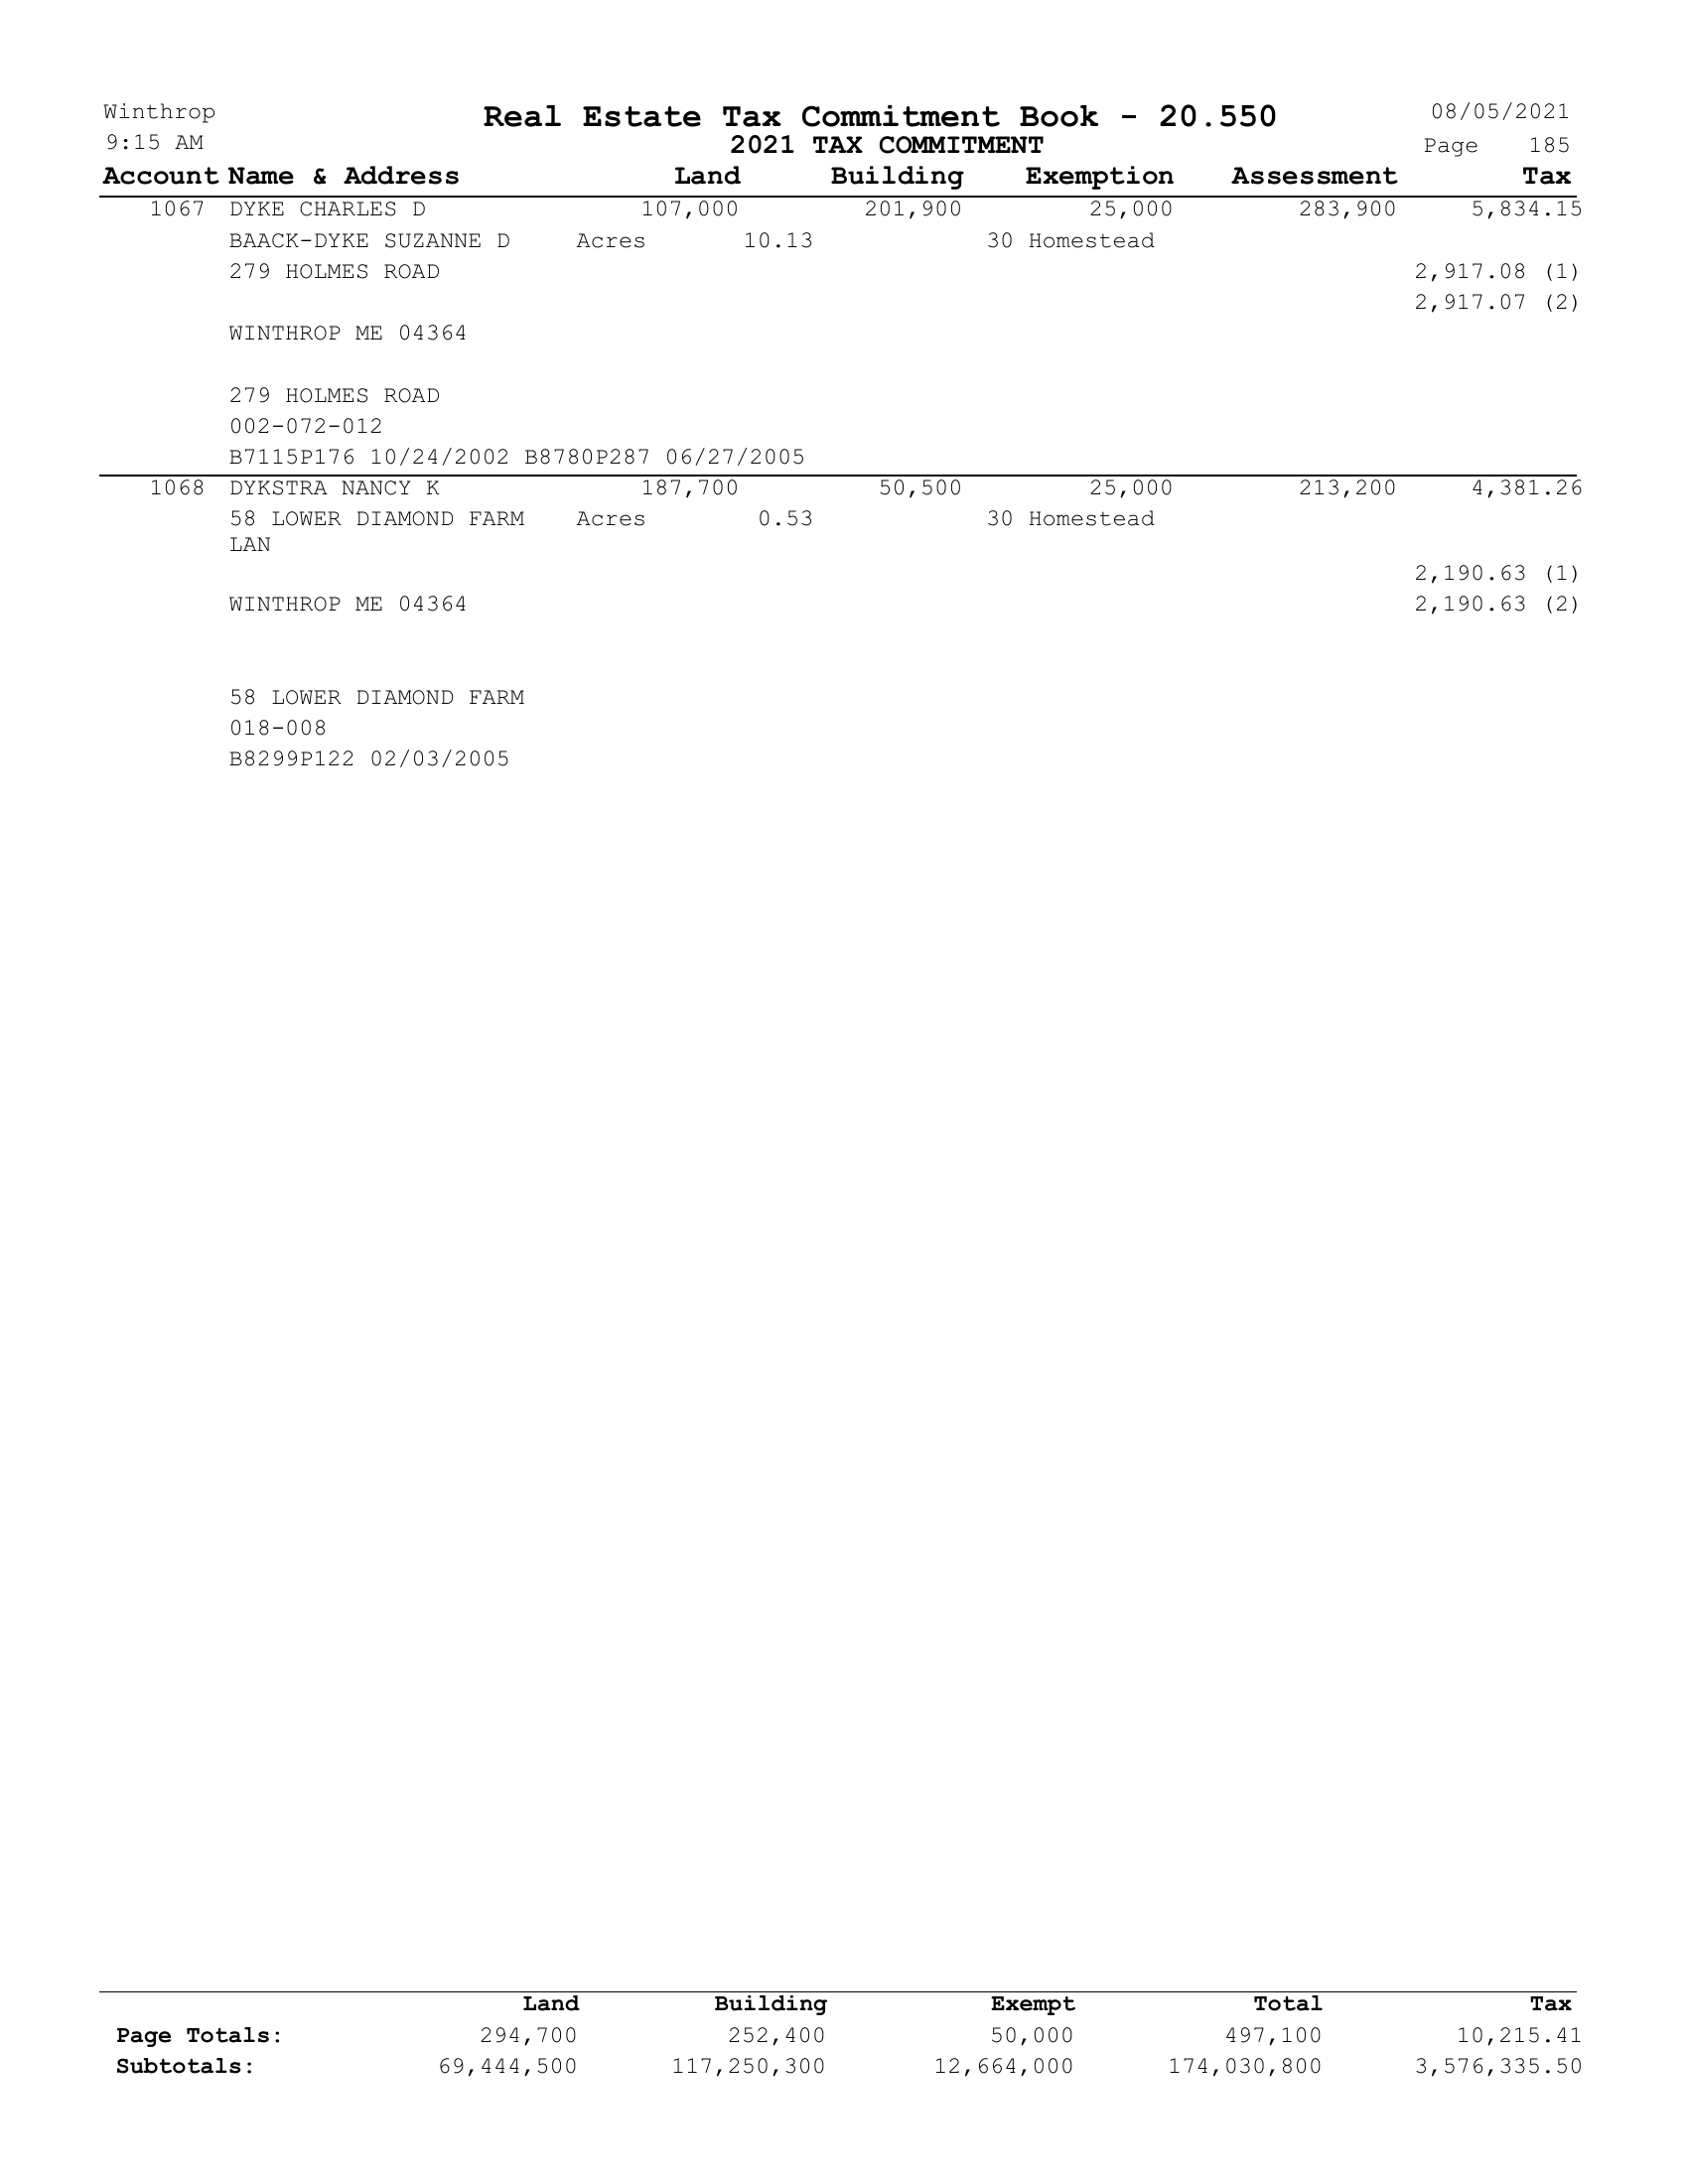 Winthrop Real Estate Tax Commitment Book - 20.550 08/05/2021
9:15 AM 2021 TAX COMMITMENT Page 185
Account Name & Address Land Building Exemption Assessment Tax
1067 DYKE CHARLES D 107,000 201,900 25,000 283,900 5,834.15
BAACK-DYKE SUZANNE D Acres 10.13 30 Homestead
279 HOLMES ROAD 2,917.08 (1)
2,917.07 (2)
WINTHROP ME 04364
279 HOLMES ROAD
002-072-012
B7115P176 10/24/2002 B8780P287 06/27/2005
1068 DYKSTRA NANCY K 187,700 50,500 25,000 213,200 4,381.26
58 LOWER DIAMOND FARM Acres 0.53 30 Homestead
LAN
2,190.63 (1)
WINTHROP ME 04364 2,190.63 (2)
58 LOWER DIAMOND FARM
018-008
B8299P122 02/03/2005
Land Building Exempt Total Tax
Page Totals: 294,700 252,400 50,000 497,100 10,215.41
Subtotals: 69,444,500 117,250,300 12,664,000 174,030,800 3,576,335.50